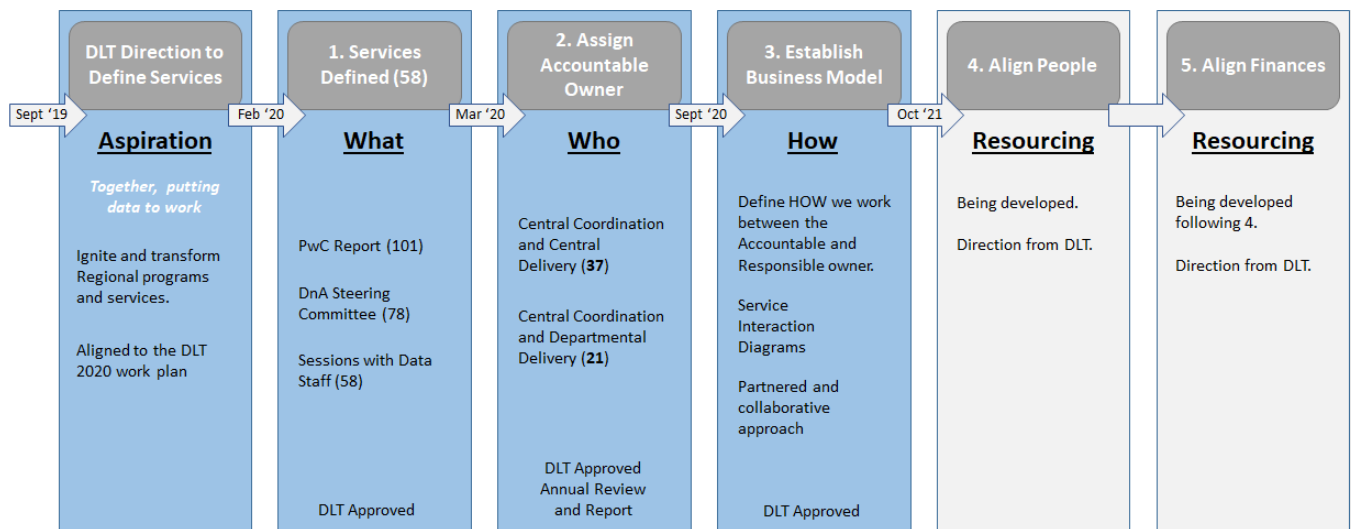 DLT Direction to
Define Services
Sept ‘19
Aspiration
Together, putting
data to work
Ignite and transform
Regional programs
and services.
Aligned to the DLT
2020 work plan
1. Services
Defined (58)
Feb ‘20
What
PwC Report (101)
DnA Steering
Committee (78)
Sessions with Data
Staff (58)
DLT Approved
2. Assign
Accountable
Owner
Mar ‘20
Who
Central Coordination
and Central
Delivery (37)
Central Coordination
and Departmental
Delivery (21)
DLT Approved
Annual Review
and Report
3. Establish
Business Model
Sept ‘20
How
Define HOW we work
between the
Accountable and
Responsible owner.
Service
Interaction
Diagrams
Partnered and
collaborative
approach
DLT Approved
4. Align People
Oct ‘21
Resourcing
Being developed.
Direction from DLT.
5. Align Finances
Resourcing
Being developed
following 4.
Direction from DLT.